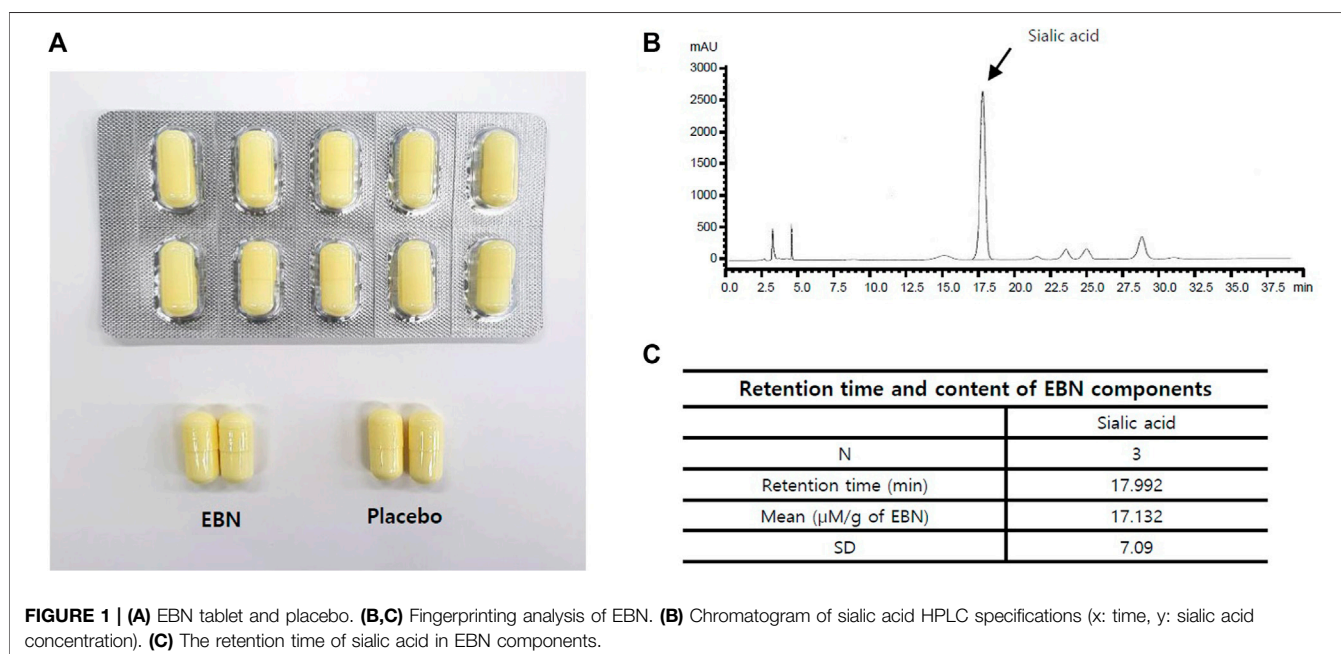 A
EBN
Placebo
B
mAU
Sialic acid
3000
2500
2000
1500
1000
500
0
0.0 2.5 5.0 7.5 10.0 12.5 15.0 17.5 20.0 22.5 25.0 27.5 30.0 32.5 35.0 37.5 min
C
Retention time and content of EBN components
Sialic acid
N 3
Retention time (min) 17.992
Mean (μM/g of EBN) 17.132
SD 7.09
FIGURE 1 | (A) EBN tablet and placebo. (B,C) Fingerprinting analysis of EBN. (B) Chromatogram of sialic acid HPLC specifications (x: time, y: sialic acid
concentration). (C) The retention time of sialic acid in EBN components.